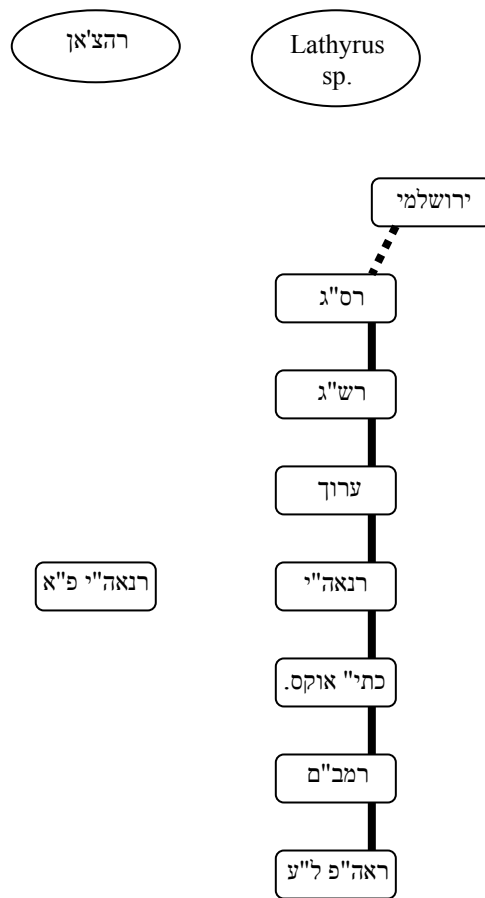 רהצ'אן
Lathyrus
sp.
ירושלמי
רס"ג
רש"ג
ערוך
רנאה"י פ"א
רנאה"י
כתי" אוקס.
רמב"ם
ראה"פ ל"ע